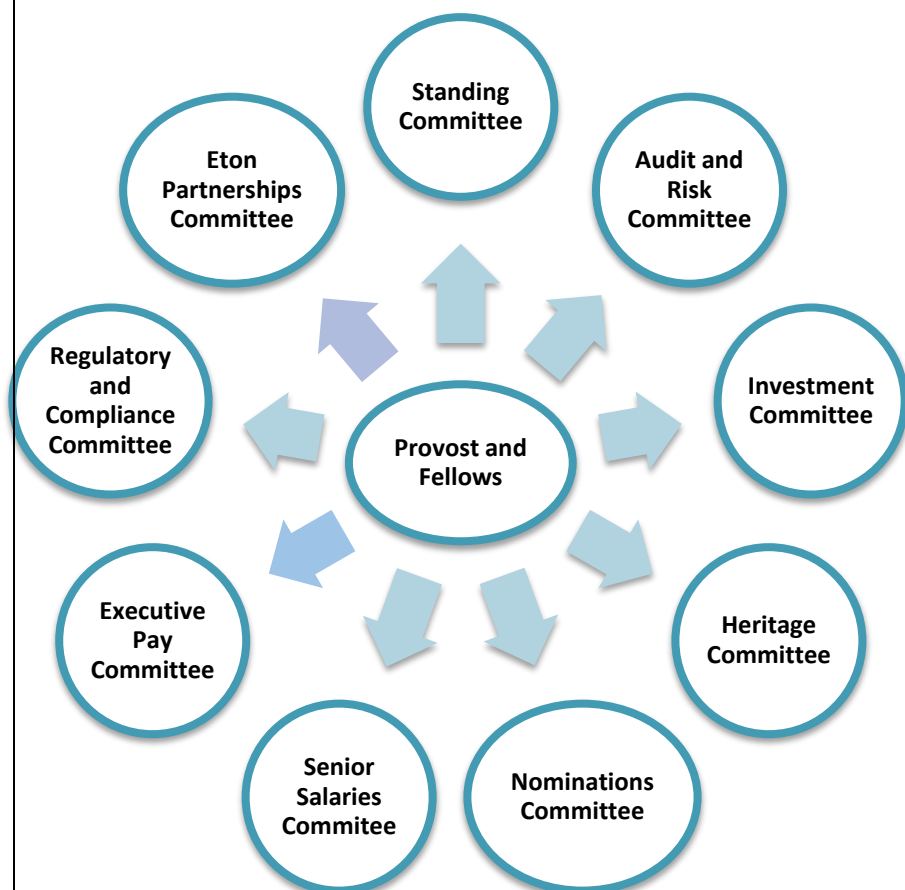 Standing
Committee
Audit and
Risk
Committee
Investment
Committee
Heritage
Committee
Nominations
Committee
Senior
Salaries
Commitee
Executive
Pay
Committee
Regulatory
and
Compliance
Committee
Eton
Partnerships
Committee
Provost and
Fellows